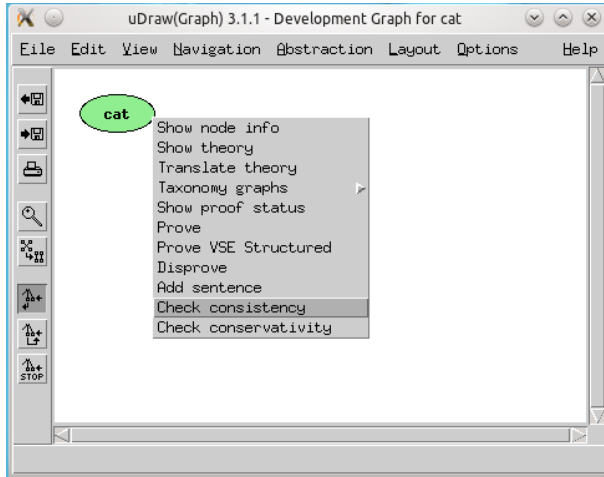 uDraw(Graph) 3.1.1 - Development Graph for cat
File Edit View Navigation Abstraction Layout Options Help
cat
Show node info
Show theory
Translate theory
Taxonomy graphs
Show proof status
Prove
Prove VSE Structured
Disprove
Add sentence
Check consistency
Check conservativity
STOP